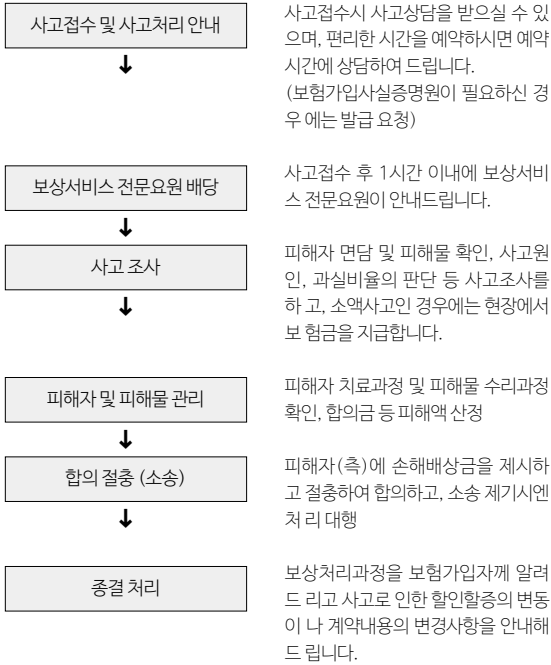 사고접수 및 사고처리 안내
↓
사고접수시 사고상담을 받으실 수 있
으며, 편리한 시간을 예약하시면 예약
시간에 상담하여 드립니다.
(보험가입사실증명원이 필요하신 경
우 에는 발급 요청)
보상서비스 전문요원 배당
↓
사고접수 후 1시간 이내에 보상서비
스 전문요원이 안내드립니다.
사고 조사
↓
피해자 면담 및 피해물 확인, 사고원
인, 과실비율의 판단 등 사고조사를
하 고, 소액사고인 경우에는 현장에서
보 험금을 지급합니다.
피해자 및 피해물 관리
↓
피해자 치료과정 및 피해물 수리과정
확인, 합의금 등 피해액 산정
합의 절충 (소송)
↓
피해자(측)에 손해배상금을 제시하
고 절충하여 합의하고, 소송 제기시엔
처 리 대행
종결 처리
보상처리과정을 보험가입자께 알려
드 리고 사고로 인한 할인할증의 변동
이 나 계약내용의 변경사항을 안내해
드 립니다.